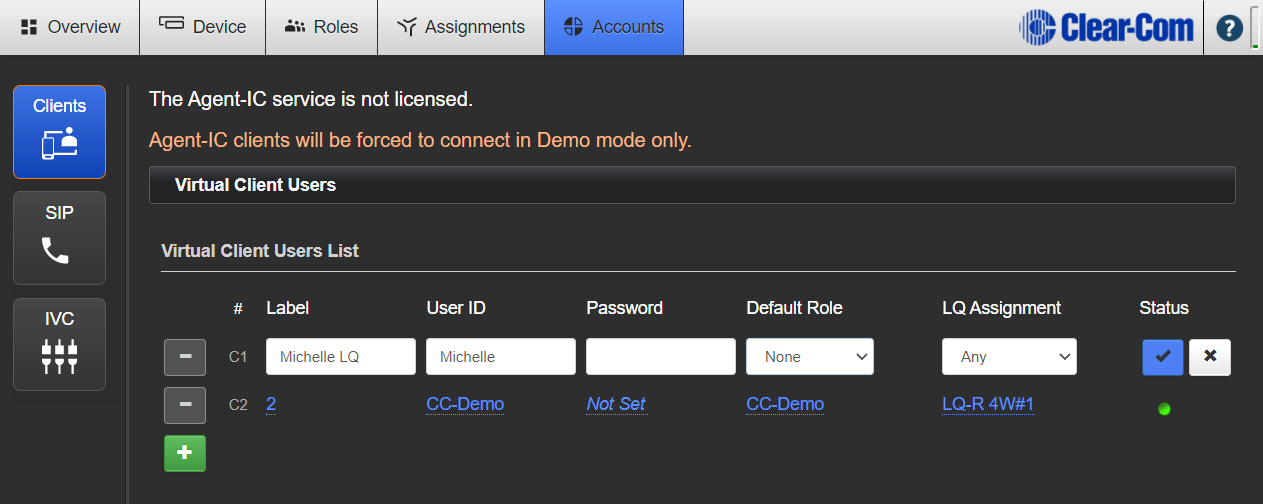 Overview Device Roles Assignments Accounts Clear-Com ?
Clients
SIP
IVC
The Agent-IC service is not licensed.
Agent-IC clients will be forced to connect in Demo mode only.
Virtual Client Users
Virtual Client Users List
# Label User ID Password Default Role LQ Assignment Status
C1 Michelle LQ Michelle None Any
C2 2 CC-Demo Not Set CC-Demo LQ-R 4W#1